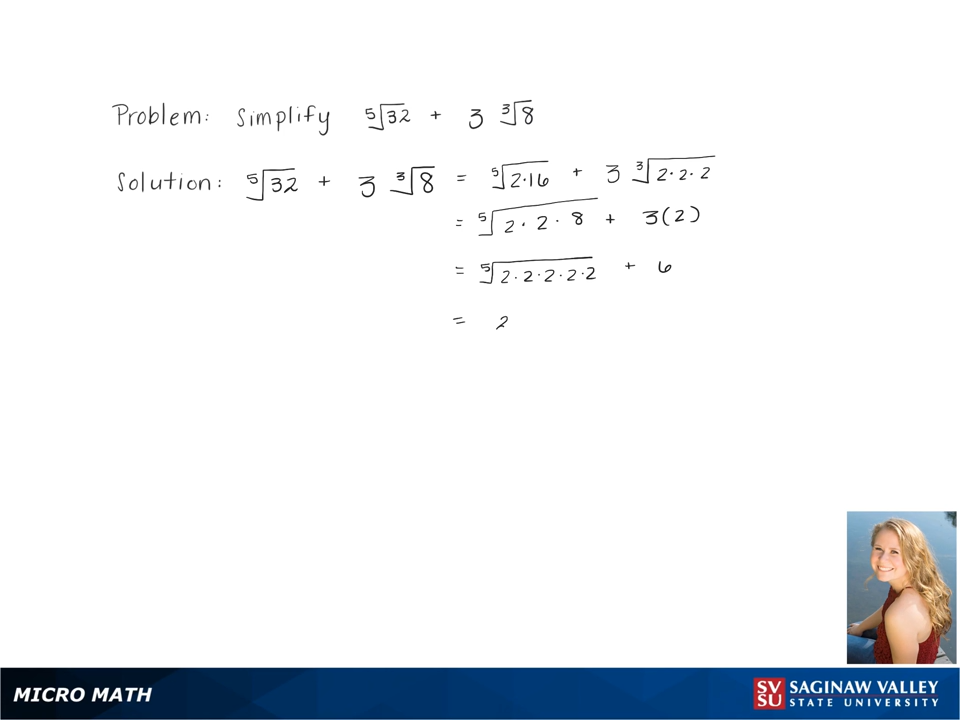 Problem: Simplify ⁵√32 + 3 ³√8
Solution: ⁵√32 + 3 ³√8 = ⁵√2·16 + 3 ³√2·2·2
= ⁵√2·2·8 + 3(2)
= ⁵√2·2·2·2·2 + 6
= 2
MICRO MATH
SVSU SAGINAW VALLEY
STATE UNIVERSITY